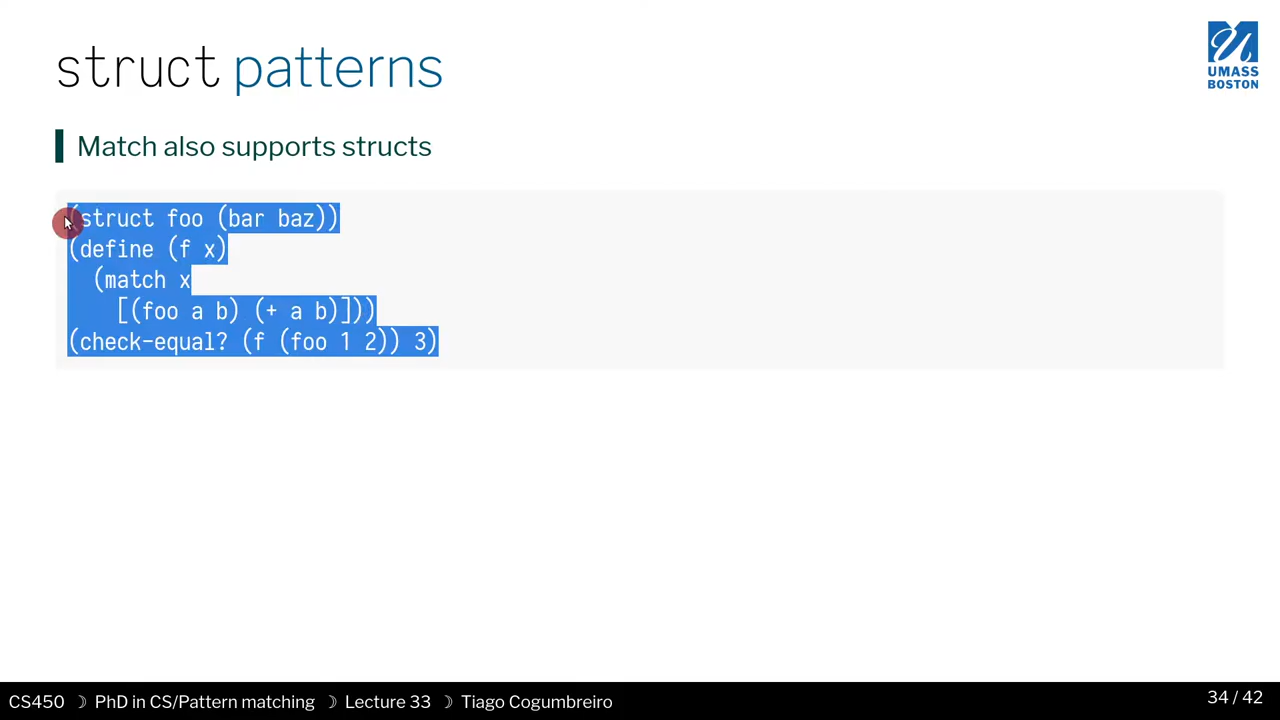 struct patterns
UMASS
BOSTON
Match also supports structs
(struct foo (bar baz))
(define (f x)
  (match x
    [(foo a b) (+ a b)]))
(check-equal? (f (foo 1 2)) 3)
CS450 ☽ PhD in CS/Pattern matching ☽ Lecture 33 ☽ Tiago Cogumbreiro
34 / 42